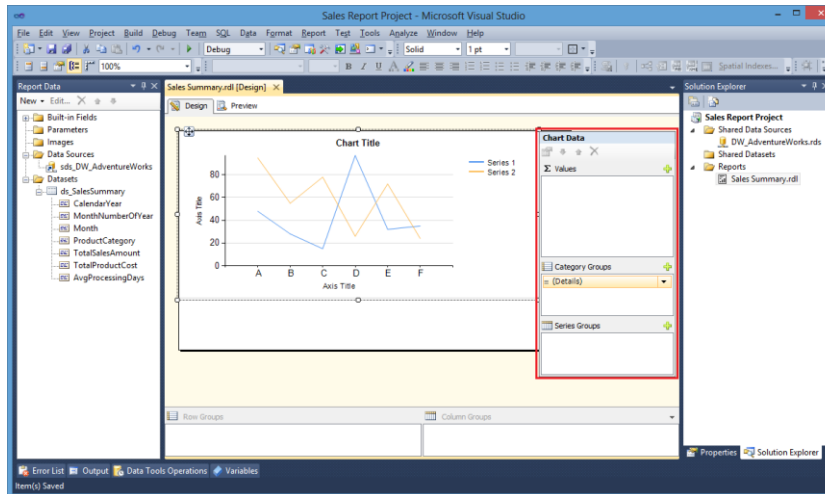 Sales Report Project - Microsoft Visual Studio
File Edit View Project Build Debug Team SQL Data Format Report Test Tools Analyze Window Help
Debug Solid 1 pt
100% B I U A Spatial Indexes...
Report Data
New Edit...
Built-in Fields
Parameters
Images
Data Sources
sds_DW_AdventureWorks
Datasets
ds_SalesSummary
CalendarYear
MonthNumberOfYear
Month
ProductCategory
TotalSalesAmount
TotalProductCost
AvgProcessingDays
Sales Summary.rdl [Design]
Design Preview
Chart Title
Series 1
Series 2
Axis Title
80
60
40
20
0
A B C D E F
Axis Title
Chart Data
Σ Values
Category Groups
(Details)
Series Groups
Row Groups
Column Groups
Solution Explorer
Sales Report Project
Shared Data Sources
DW_AdventureWorks.rds
Shared Datasets
Reports
Sales Summary.rdl
Properties Solution Explorer
Error List Output Data Tools Operations Variables
Item(s) Saved